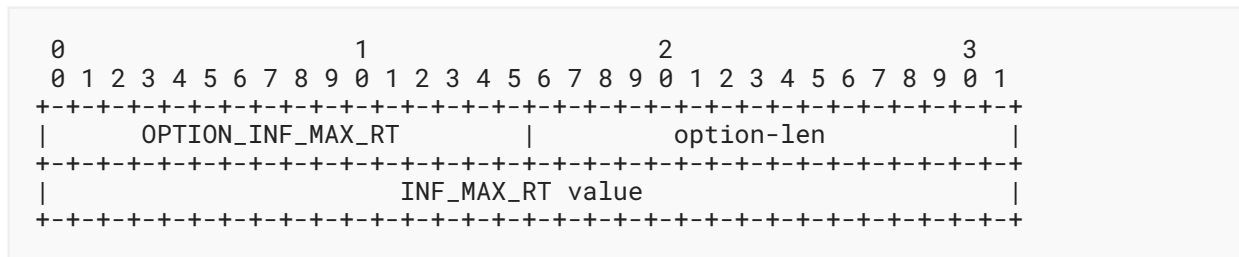 0                   1                   2                   3
 0 1 2 3 4 5 6 7 8 9 0 1 2 3 4 5 6 7 8 9 0 1 2 3 4 5 6 7 8 9 0 1
+-+-+-+-+-+-+-+-+-+-+-+-+-+-+-+-+-+-+-+-+-+-+-+-+-+-+-+-+-+-+-+-+
|      OPTION_INF_MAX_RT        |         option-len            |
+-+-+-+-+-+-+-+-+-+-+-+-+-+-+-+-+-+-+-+-+-+-+-+-+-+-+-+-+-+-+-+-+
|                       INF_MAX_RT value                        |
+-+-+-+-+-+-+-+-+-+-+-+-+-+-+-+-+-+-+-+-+-+-+-+-+-+-+-+-+-+-+-+-+